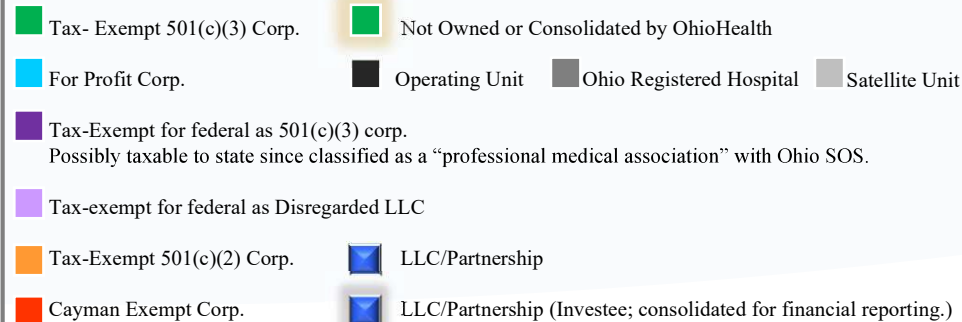 Tax- Exempt 501(c)(3) Corp. Not Owned or Consolidated by OhioHealth
For Profit Corp. Operating Unit Ohio Registered Hospital Satellite Unit
Tax-Exempt for federal as 501(c)(3) corp.
Possibly taxable to state since classified as a “professional medical association” with Ohio SOS.
Tax-exempt for federal as Disregarded LLC
Tax-Exempt 501(c)(2) Corp. LLC/Partnership
Cayman Exempt Corp. LLC/Partnership (Investee; consolidated for financial reporting.)